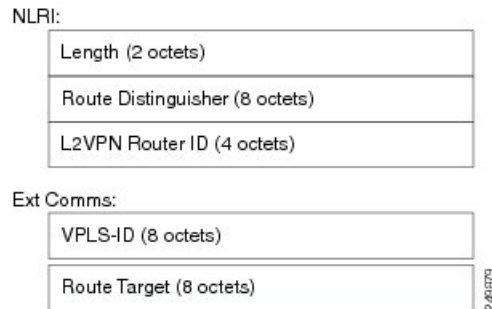 NLRI:
Length (2 octets)
Route Distinguisher (8 octets)
L2VPN Router ID (4 octets)
Ext Comms:
VPLS-ID (8 octets)
Route Target (8 octets)
249879